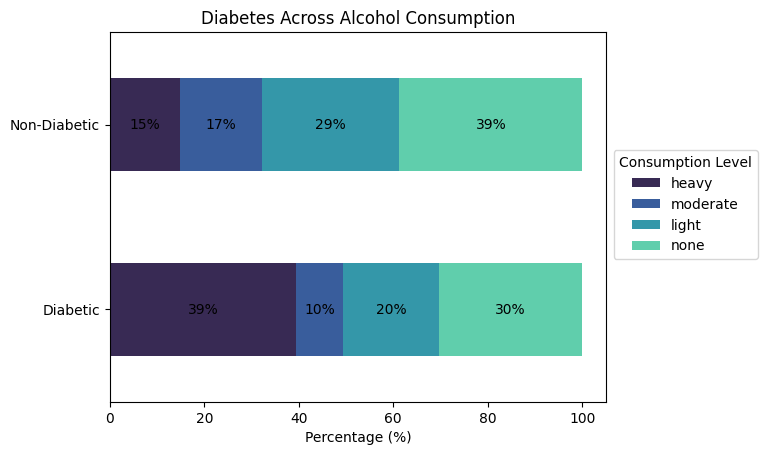 Diabetes Across Alcohol Consumption
Non-Diabetic
15% 17% 29% 39%
Diabetic
39% 10% 20% 30%
0 20 40 60 80 100
Percentage (%)
Consumption Level
heavy
moderate
light
none